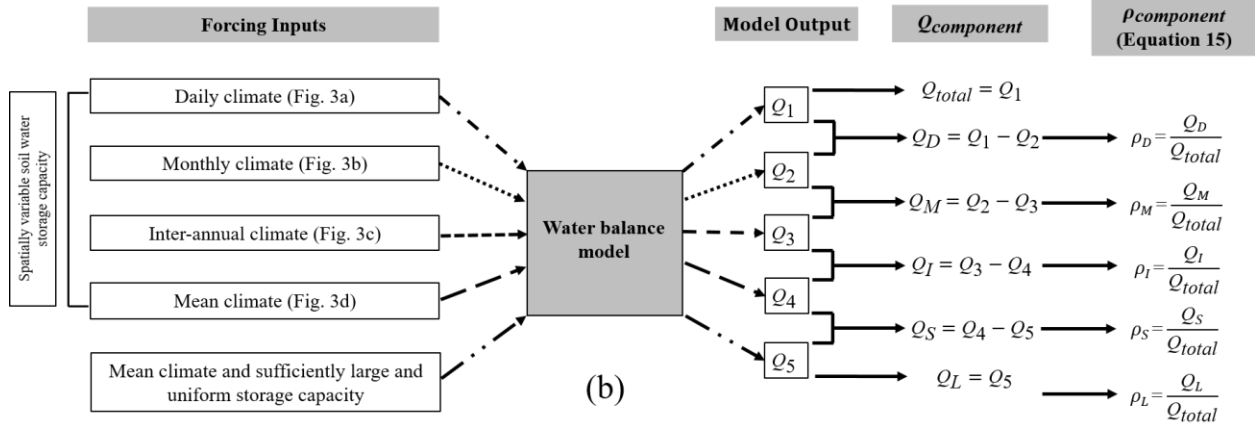 Forcing Inputs
Model Output
Q_component
ρ_component
(Equation 15)
Spatially variable soil water
storage capacity
Daily climate (Fig. 3a)
Monthly climate (Fig. 3b)
Inter-annual climate (Fig. 3c)
Mean climate (Fig. 3d)
Mean climate and sufficiently large and
uniform storage capacity
Water balance
model
(b)
Q_1
Q_2
Q_3
Q_4
Q_5
Q_total = Q_1
Q_D = Q_1 − Q_2
Q_M = Q_2 − Q_3
Q_I = Q_3 − Q_4
Q_S = Q_4 − Q_5
Q_L = Q_5
ρ_D = Q_D / Q_total
ρ_M = Q_M / Q_total
ρ_I = Q_I / Q_total
ρ_S = Q_S / Q_total
ρ_L = Q_L / Q_total